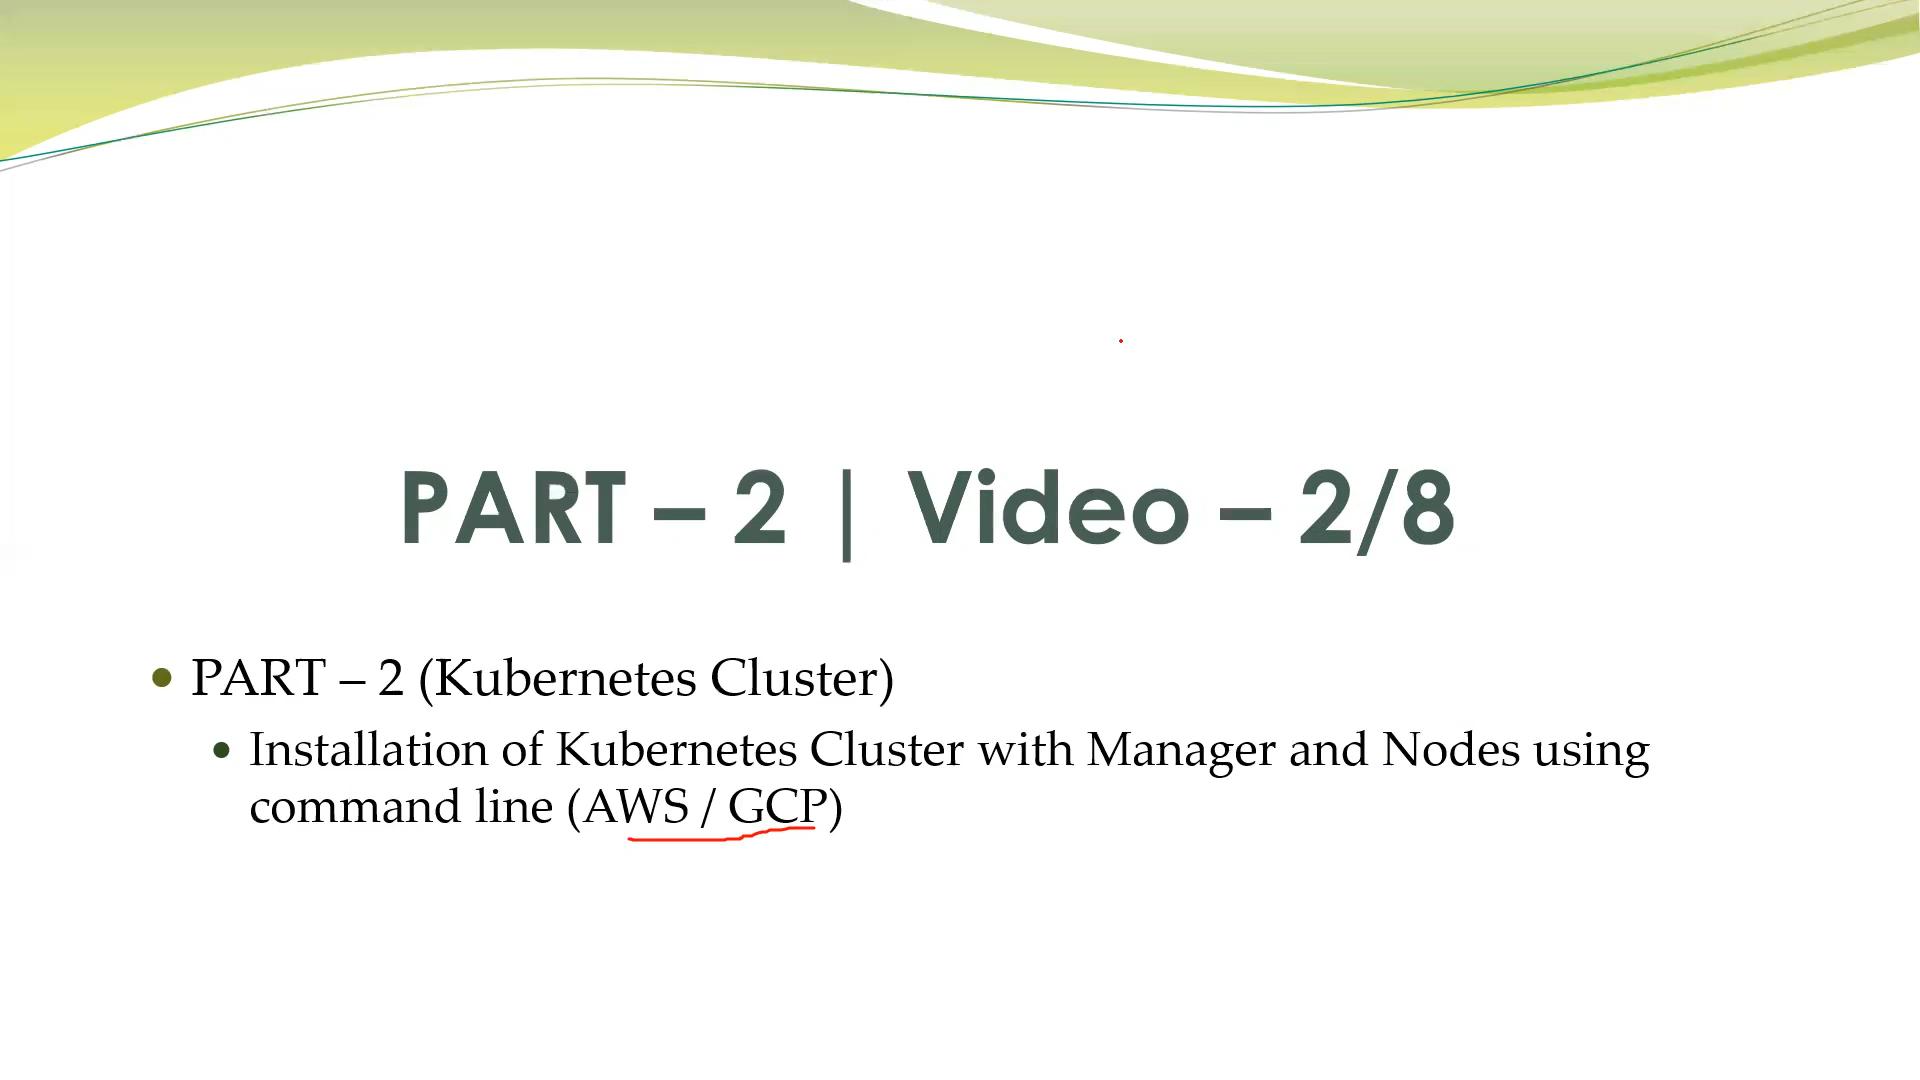 PART – 2 | Video – 2/8
• PART – 2 (Kubernetes Cluster)
• Installation of Kubernetes Cluster with Manager and Nodes using
command line (AWS / GCP)